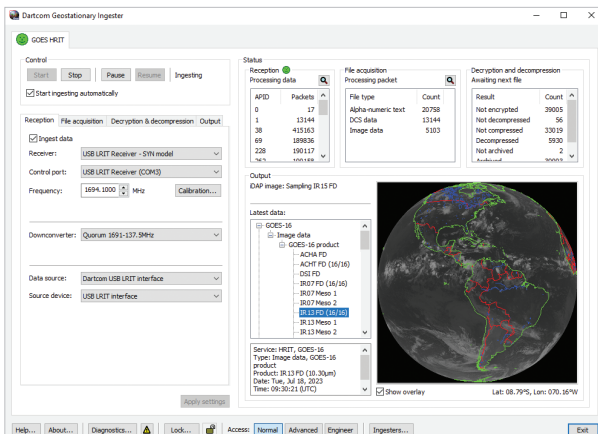 Dartcom Geostationary Ingester
GOES HRIT
Control
Start
Stop
Pause
Resume
Ingesting
Start ingesting automatically
Reception
File acquisition
Decryption & decompression
Output
Ingest data
Receiver:
USB LRIT Receiver - SYN model
Control port:
USB LRIT Receiver (COM3)
Frequency:
1694.1000
MHz
Calibration...
Downconverter:
Quorum 1691-137.5MHz
Data source:
Dartcom USB LRIT interface
Source device:
USB LRIT interface
Apply settings
Status
Reception
Processing data
APID Packets
0 17
1 13144
38 415163
69 189836
228 190117
File acquisition
Processing packet
File type Count
Alpha-numeric text 20758
DCS data 13144
Image data 5103
Decryption and decompression
Awaiting next file
Result Count
Not encrypted 39005
Not decompressed 56
Not compressed 33019
Decompressed 5930
Not archived 2
Output
iDAP image: Sampling IR15 FD
Latest data:
GOES-16
Image data
GOES-16 product
ACHA FD
ACHT FD (16/16)
DSI FD
IR07 FD (16/16)
IR07 Meso 1
IR07 Meso 2
IR13 FD (16/16)
IR13 Meso 1
IR13 Meso 2
Service: HRIT, GOES-16
Type: Image data, GOES-16
product
Product: IR13 FD (10.30μm)
Date: Tue, Jul 18, 2023
Time: 09:30:21 (UTC)
Show overlay
Lat: 08.79°S, Lon: 070.16°W
Help...
About...
Diagnostics...
Lock...
Access:
Normal
Advanced
Engineer
Ingesters...
Exit